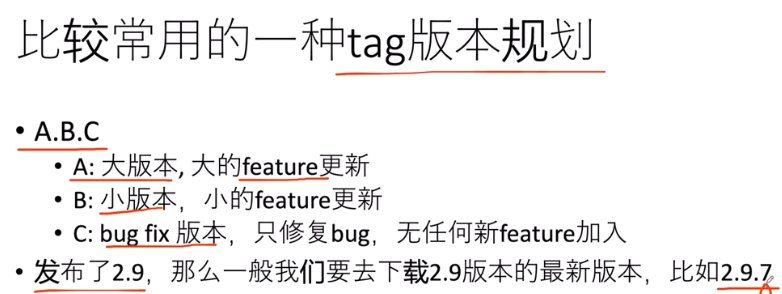 比较常用的一种tag版本规划
• A.B.C
• A: 大版本, 大的feature更新
• B: 小版本，小的feature更新
• C: bug fix 版本，只修复bug，无任何新feature加入
• 发布了2.9，那么一般我们要去下载2.9版本的最新版本，比如2.9.7